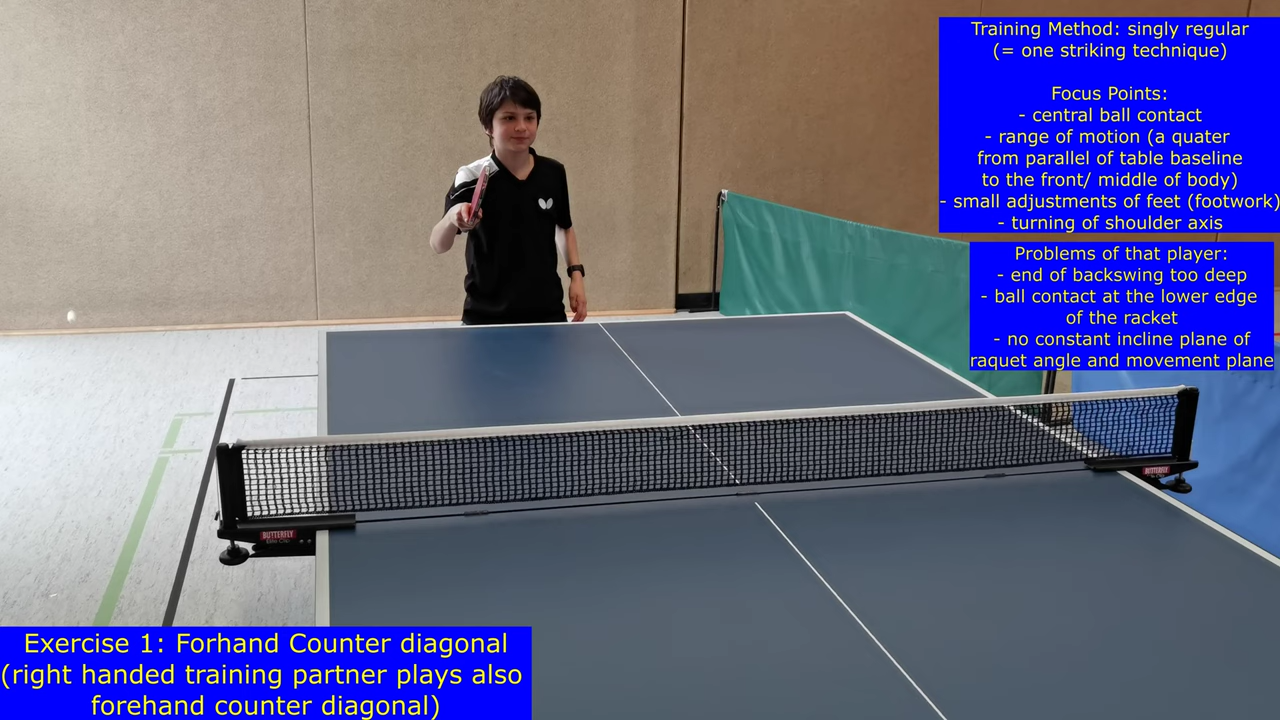 Training Method: singly regular
(= one striking technique)
Focus Points:
- central ball contact
- range of motion (a quater
from parallel of table baseline
to the front/ middle of body)
- small adjustments of feet (footwork)
- turning of shoulder axis
Problems of that player:
- end of backswing too deep
- ball contact at the lower edge
of the racket
- no constant incline plane of
raquet angle and movement plane
BUTTERFLY
BUTTERFLY
Elite Clip
Exercise 1: Forhand Counter diagonal
(right handed training partner plays also
forehand counter diagonal)